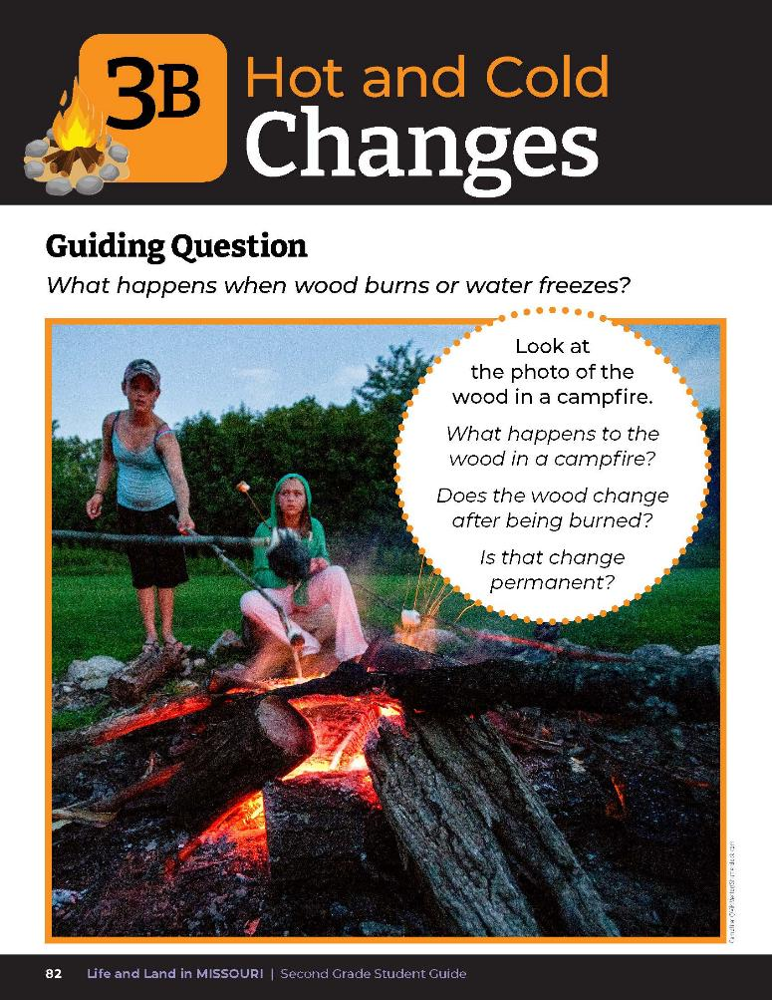 3B
Hot and Cold
Changes
Guiding Question
What happens when wood burns or water freezes?
Look at
the photo of the
wood in a campfire.
What happens to the
wood in a campfire?
Does the wood change
after being burned?
Is that change
permanent?
82 Life and Land in MISSOURI | Second Grade Student Guide